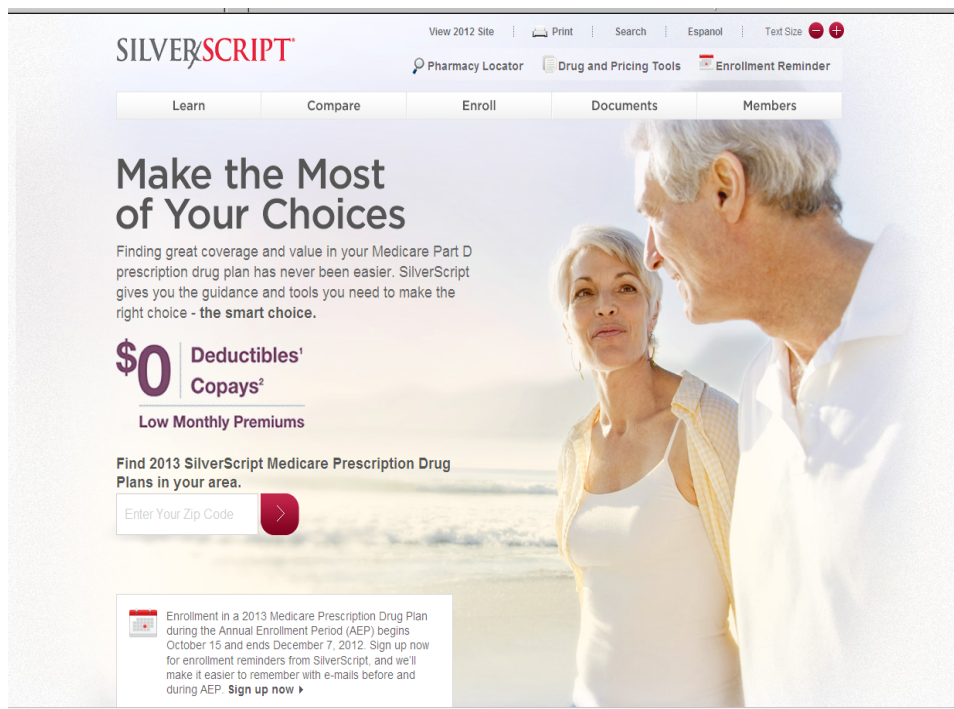 SILVERSCRIPT
View 2012 Site
Print
Search
Espanol
Text Size
Pharmacy Locator
Drug and Pricing Tools
Enrollment Reminder
Learn
Compare
Enroll
Documents
Members
Make the Most
of Your Choices
Finding great coverage and value in your Medicare Part D
prescription drug plan has never been easier. SilverScript
gives you the guidance and tools you need to make the
right choice - the smart choice.
$0
Deductibles¹
Copays²
Low Monthly Premiums
Find 2013 SilverScript Medicare Prescription Drug
Plans in your area.
Enter Your Zip Code
Enrollment in a 2013 Medicare Prescription Drug Plan
during the Annual Enrollment Period (AEP) begins
October 15 and ends December 7, 2012. Sign up now
for enrollment reminders from SilverScript, and we'll
make it easier to remember with e-mails before and
during AEP. Sign up now